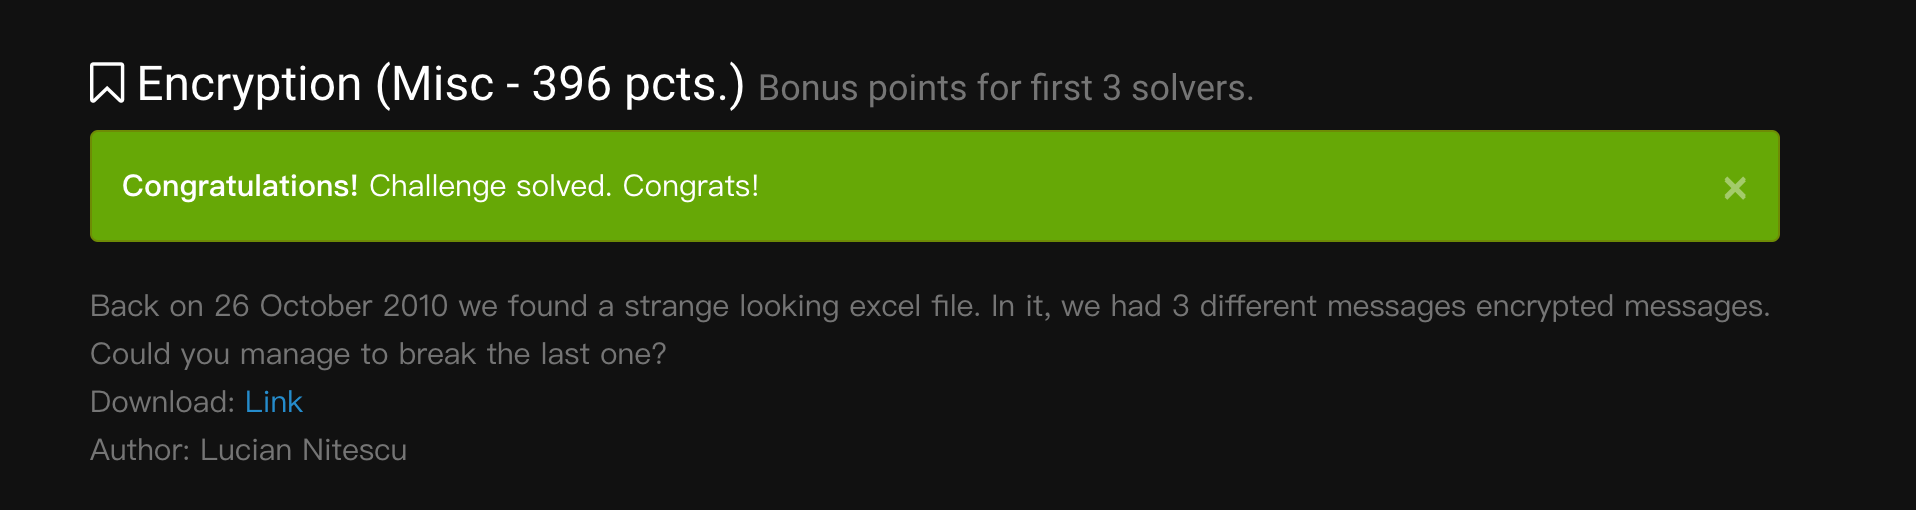 Encryption (Misc - 396 pcts.) Bonus points for first 3 solvers.
Congratulations! Challenge solved. Congrats!
×
Back on 26 October 2010 we found a strange looking excel file. In it, we had 3 different messages encrypted messages.
Could you manage to break the last one?
Download: Link
Author: Lucian Nitescu